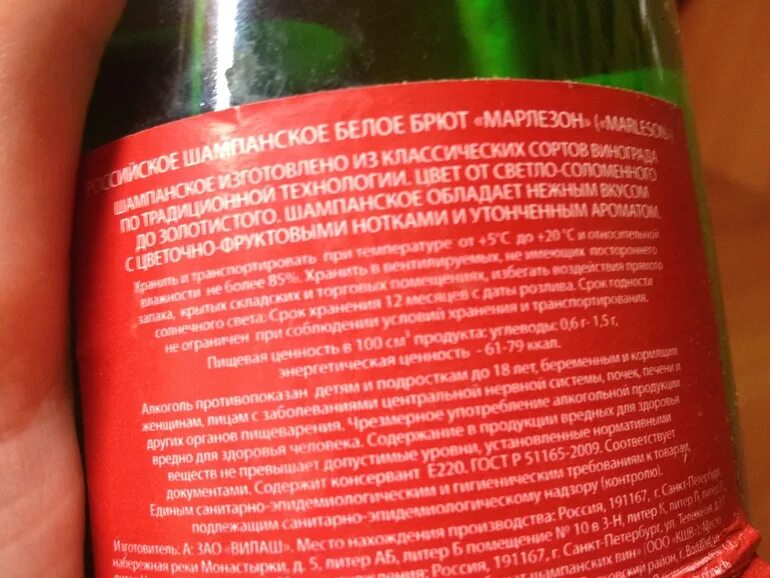 РОССИЙСКОЕ ШАМПАНСКОЕ БЕЛОЕ БРЮТ «МАРЛЕЗОН» («MARLESON»)
ШАМПАНСКОЕ ИЗГОТОВЛЕНО ИЗ КЛАССИЧЕСКИХ СОРТОВ ВИНОГРАДА
ПО ТРАДИЦИОННОЙ ТЕХНОЛОГИИ. ЦВЕТ ОТ СВЕТЛО-СОЛОМЕННОГО
ДО ЗОЛОТИСТОГО. ШАМПАНСКОЕ ОБЛАДАЕТ НЕЖНЫМ ВКУСОМ
С ЦВЕТОЧНО-ФРУКТОВЫМИ НОТКАМИ И УТОНЧЕННЫМ АРОМАТОМ.
Хранить и транспортировать при температуре от +5°С до +20°С и относительной
влажности не более 85%. Хранить в вентилируемых, не имеющих постороннего
запаха, крытых складских и торговых помещениях, избегать воздействия прямого
солнечного света. Срок хранения 12 месяцев с даты розлива. Срок годности
не ограничен при соблюдении условий хранения и транспортирования.
Пищевая ценность в 100 см³ продукта: углеводы: 0,6 г- 1,5 г,
энергетическая ценность - 61-79 ккал.
Алкоголь противопоказан детям и подросткам до 18 лет, беременным и кормящим
женщинам, лицам с заболеваниями центральной нервной системы, почек, печени и
других органов пищеварения. Чрезмерное употребление алкогольной продукции
вредно для здоровья человека. Содержание в продукции вредных для здоровья
веществ не превышает допустимые уровни, установленные нормативными
документами. Содержит консервант Е220. ГОСТ Р 51165-2009. Соответствует
Единым санитарно-эпидемиологическим и гигиеническим требованиям к товарам,
подлежащим санитарно-эпидемиологическому надзору (контролю).
Изготовитель: А: ЗАО «ВИЛАШ». Место нахождения производства: Россия, 191167, г. Санкт-Петербург,
набережная реки Монастырки, д. 5, литер АБ, литер Б помещение № 10 в 3-Н, литер К, литер Л,
Россия, 191167, г. Санкт-Петербург, ул. Тележная
шампанских вин» (ООО «КШВ»). Место
район, г.